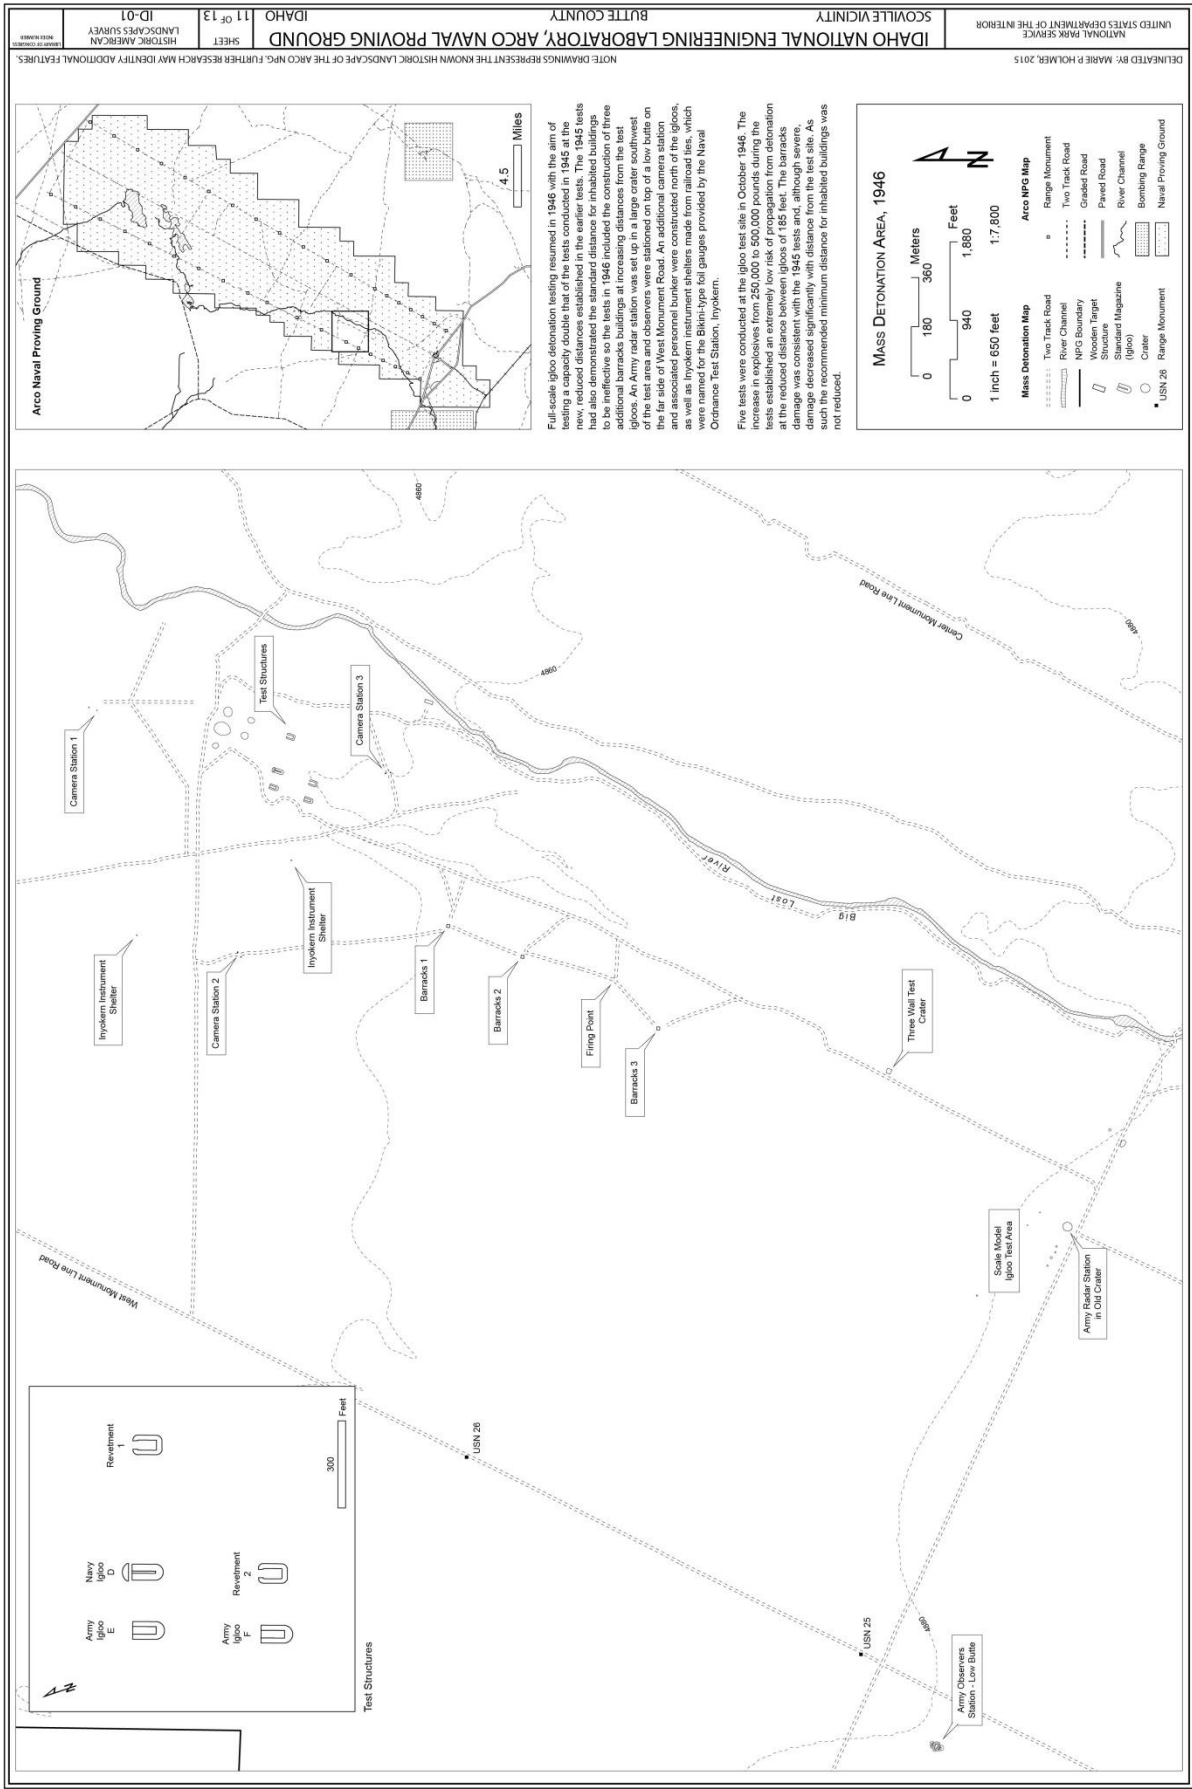 Arco Naval Proving Ground
4.5
Miles
Full-scale igloo detonation testing resumed in 1946 with the aim of
testing a capacity double that of the tests conducted in 1945 at the
new, reduced distances established in the earlier tests. The 1945 tests
had also demonstrated the standard distance for inhabited buildings
to be ineffective so the tests in 1946 included the construction of three
additional barracks buildings at increasing distances from the test
igloos. An Army radar station was set up in a large crater southwest
of the test area and observers were stationed on top of a low butte on
the far side of West Monument Road. An additional camera station
and associated personnel bunker were constructed north of the igloos,
as well as Inyokern instrument shelters made from railroad ties, which
were named for the Bikini-type foil gauges provided by the Naval
Ordnance Test Station, Inyokern.
Five tests were conducted at the igloo test site in October 1946. The
increase in explosives from 250,000 to 500,000 pounds during the
tests established an extremely low risk of propagation from detonation
at the reduced distance between igloos of 185 feet. The barracks
damage was consistent with the 1945 tests and, although severe,
damage decreased significantly with distance from the test site. As
such the recommended minimum distance for inhabited buildings was
not reduced.
MASS DETONATION AREA, 1946
0 180 360 Meters
0 940 1,880 Feet
1 inch = 650 feet 1:7,800
N
Mass Detonation Map
Two Track Road
River Channel
NPG Boundary
Wooden Target
Structure
Standard Magazine
(Igloo)
Crater
USN 26 Range Monument
Arco NPG Map
Range Monument
Two Track Road
Graded Road
Paved Road
River Channel
Bombing Range
Naval Proving Ground
Test Structures
N
Army
Igloo
E
Navy
Igloo
D
Revetment
1
Army
Igloo
F
Revetment
2
300
Feet
West Monument Line Road
USN 26
USN 25
Army Observers
Station - Low Butte
4880
Inyokern Instrument
Shelter
Camera Station 2
Inyokern Instrument
Shelter
Camera Station 1
Test Structures
Camera Station 3
Barracks 1
Barracks 2
Firing Point
Barracks 3
Three Wall Test
Crater
Scale Model
Igloo Test Area
Army Radar Station
in Old Crater
Big Lost River
4860
4860
4880
Center Monument Line Road
DELINEATED BY: MARIE P. HOLMER, 2015
NOTE: DRAWINGS REPRESENT THE KNOWN HISTORIC LANDSCAPE OF THE ARCO NPG. FURTHER RESEARCH MAY IDENTIFY ADDITIONAL FEATURES.
NATIONAL PARK SERVICE
UNITED STATES DEPARTMENT OF THE INTERIOR
IDAHO NATIONAL ENGINEERING LABORATORY, ARCO NAVAL PROVING GROUND
SCOVILLE VICINITY
BUTTE COUNTY
IDAHO
SHEET
11 OF 13
HISTORIC AMERICAN
LANDSCAPES SURVEY
ID-01
LIBRARY OF CONGRESS
INDEX NUMBER